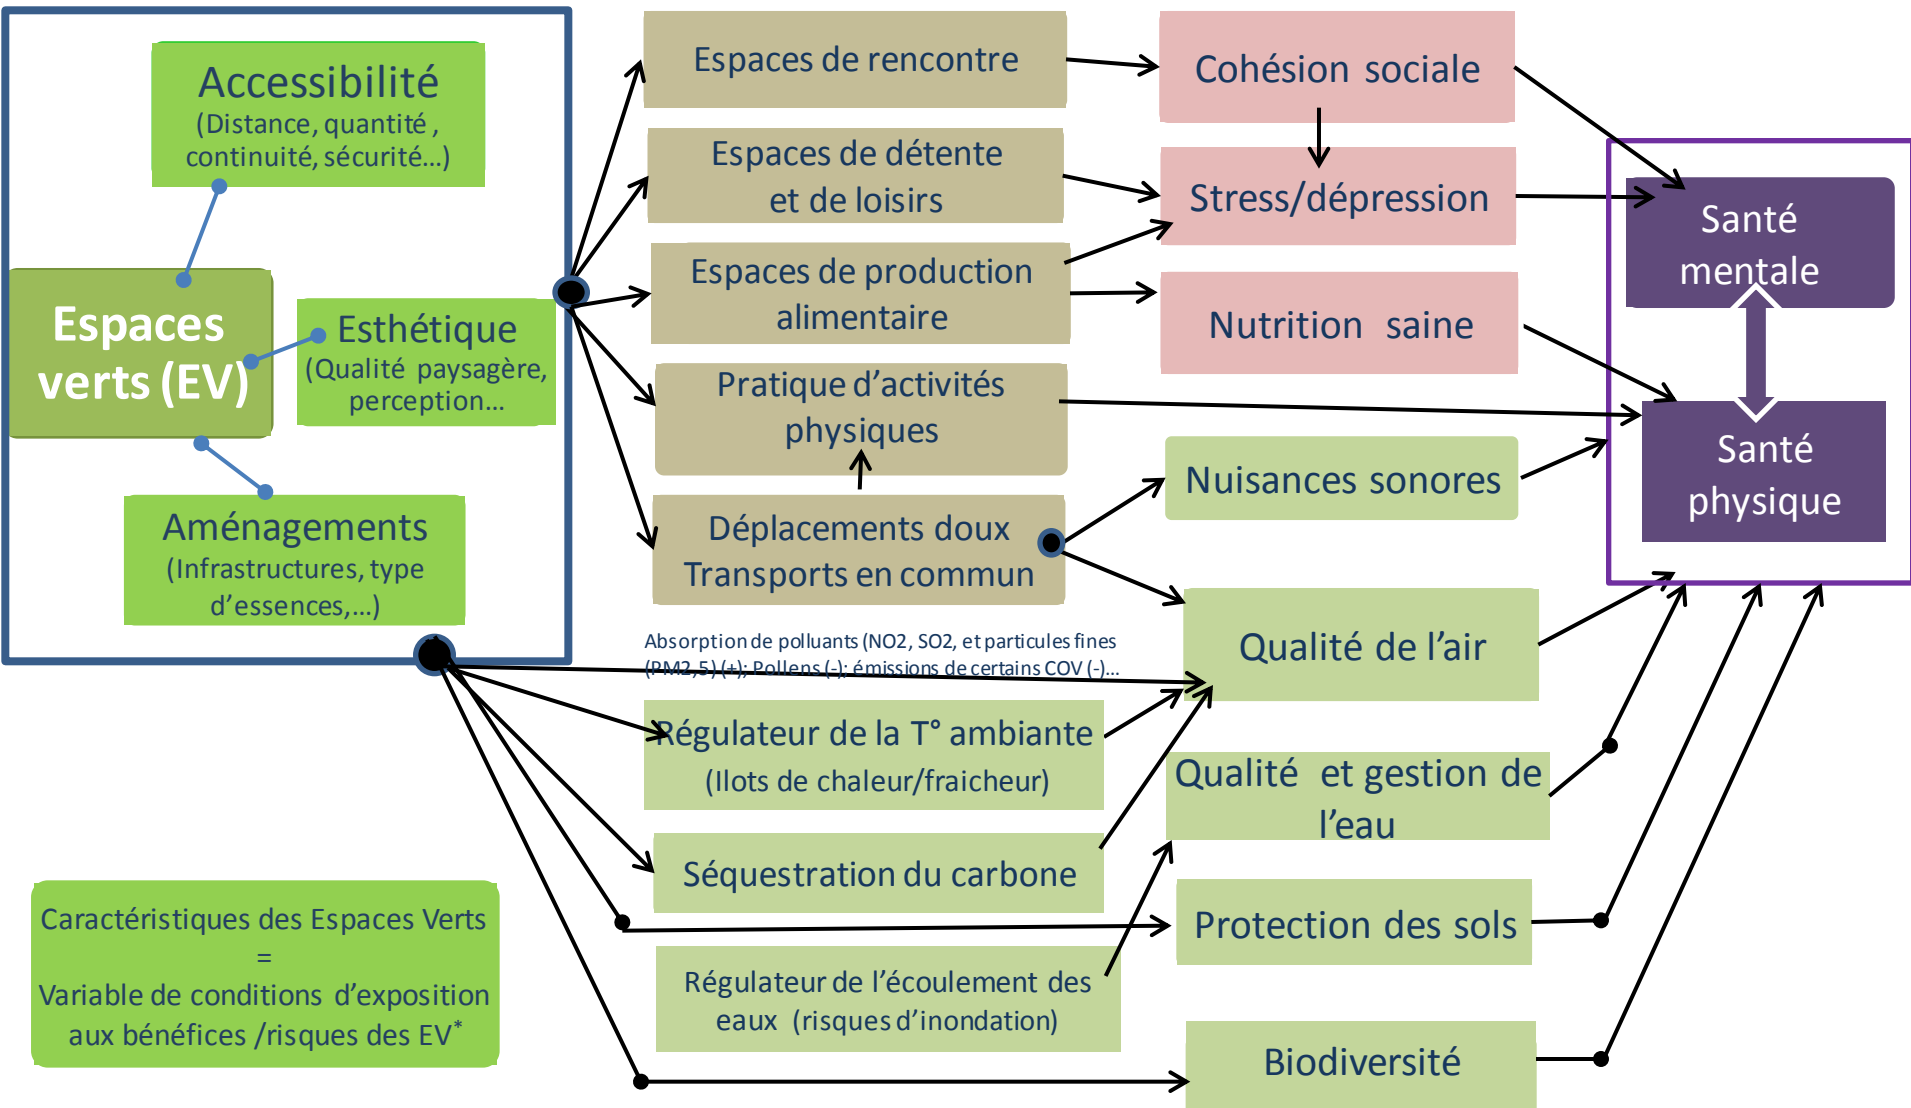 Accessibilité
(Distance, quantité ,
continuité, sécurité...)
Espaces
verts (EV)
Esthétique
(Qualité paysagère,
perception...
Aménagements
(Infrastructures, type
d'essences,...)
Caractéristiques des Espaces Verts
=
Variable de conditions d'exposition
aux bénéfices /risques des EV*
Espaces de rencontre
Espaces de détente
et de loisirs
Espaces de production
alimentaire
Pratique d'activités
physiques
Déplacements doux
Transports en commun
Absorption de polluants (NO2, SO2, et particules fines
(PM2,5) (+); Pollens (-); émissions de certains COV (-)...
Régulateur de la T° ambiante
(Ilots de chaleur/fraicheur)
Séquestration du carbone
Régulateur de l'écoulement des
eaux (risques d'inondation)
Cohésion sociale
Stress/dépression
Nutrition saine
Nuisances sonores
Qualité de l'air
Qualité et gestion de
l'eau
Protection des sols
Biodiversité
Santé
mentale
Santé
physique